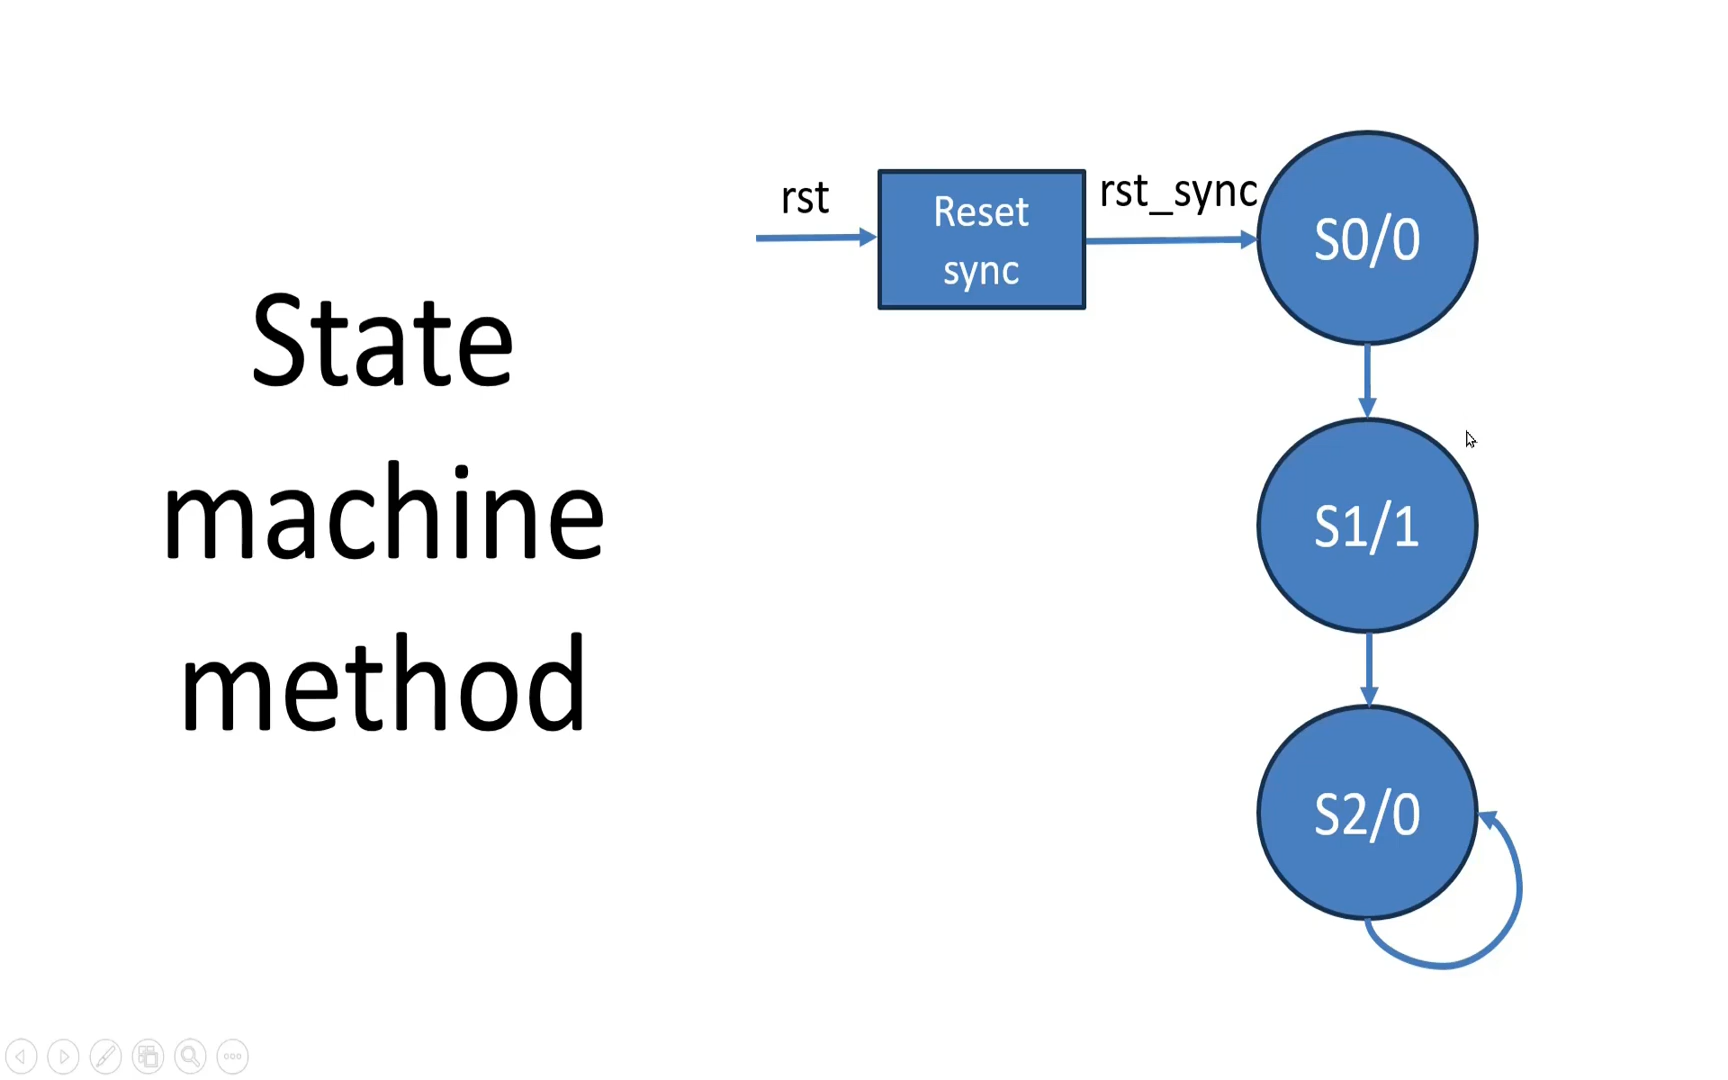 State
machine
method
rst
Reset
sync
rst_sync
S0/0
S1/1
S2/0